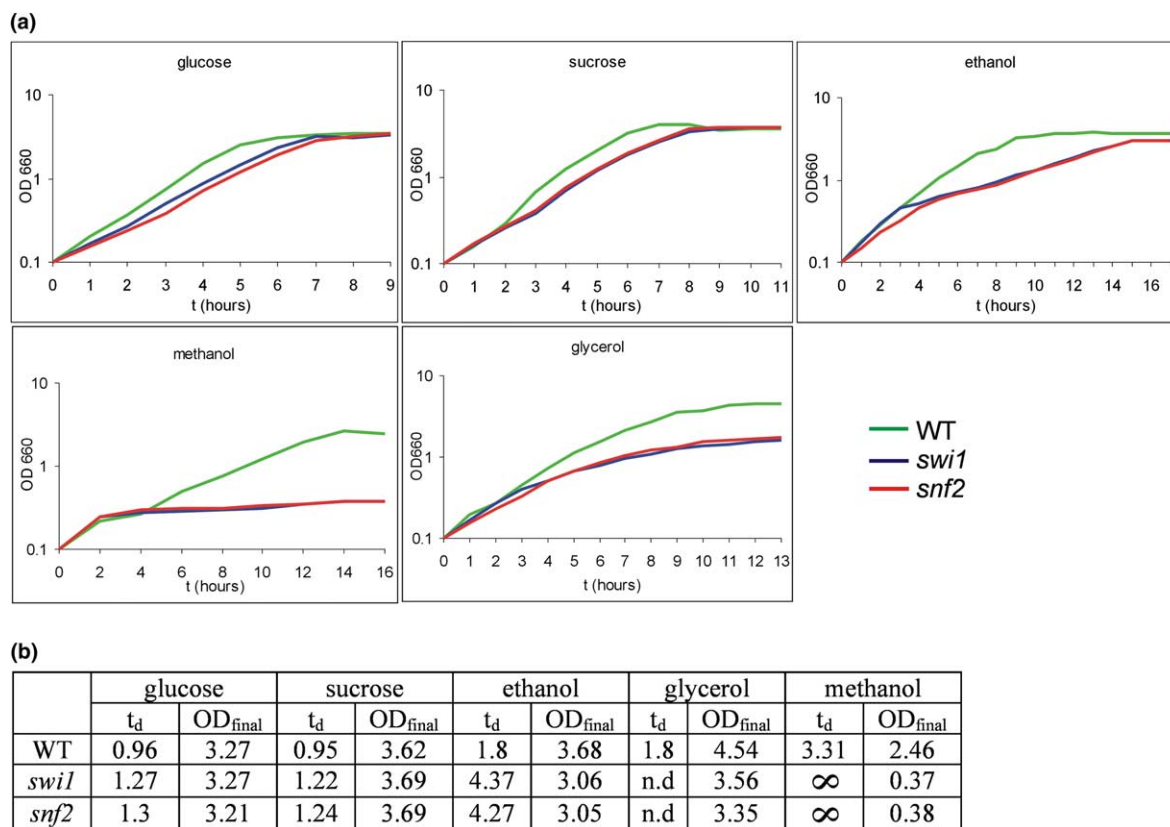 (a)
glucose
10
1
0.1
OD 660
0 1 2 3 4 5 6 7 8 9
t (hours)
sucrose
10
1
0.1
OD 660
0 1 2 3 4 5 6 7 8 9 10 11
t (hours)
ethanol
10
1
0.1
OD660
0 2 4 6 8 10 12 14 16
t (hours)
methanol
10
1
0.1
OD 660
0 2 4 6 8 10 12 14 16
t (hours)
glycerol
10
1
0.1
OD660
0 1 2 3 4 5 6 7 8 9 10 11 12 13
t (hours)
WT
swi1
snf2
(b)
glucose sucrose ethanol glycerol methanol
td ODfinal td ODfinal td ODfinal td ODfinal td ODfinal
WT 0.96 3.27 0.95 3.62 1.8 3.68 1.8 4.54 3.31 2.46
swi1 1.27 3.27 1.22 3.69 4.37 3.06 n.d 3.56 ∞ 0.37
snf2 1.3 3.21 1.24 3.69 4.27 3.05 n.d 3.35 ∞ 0.38